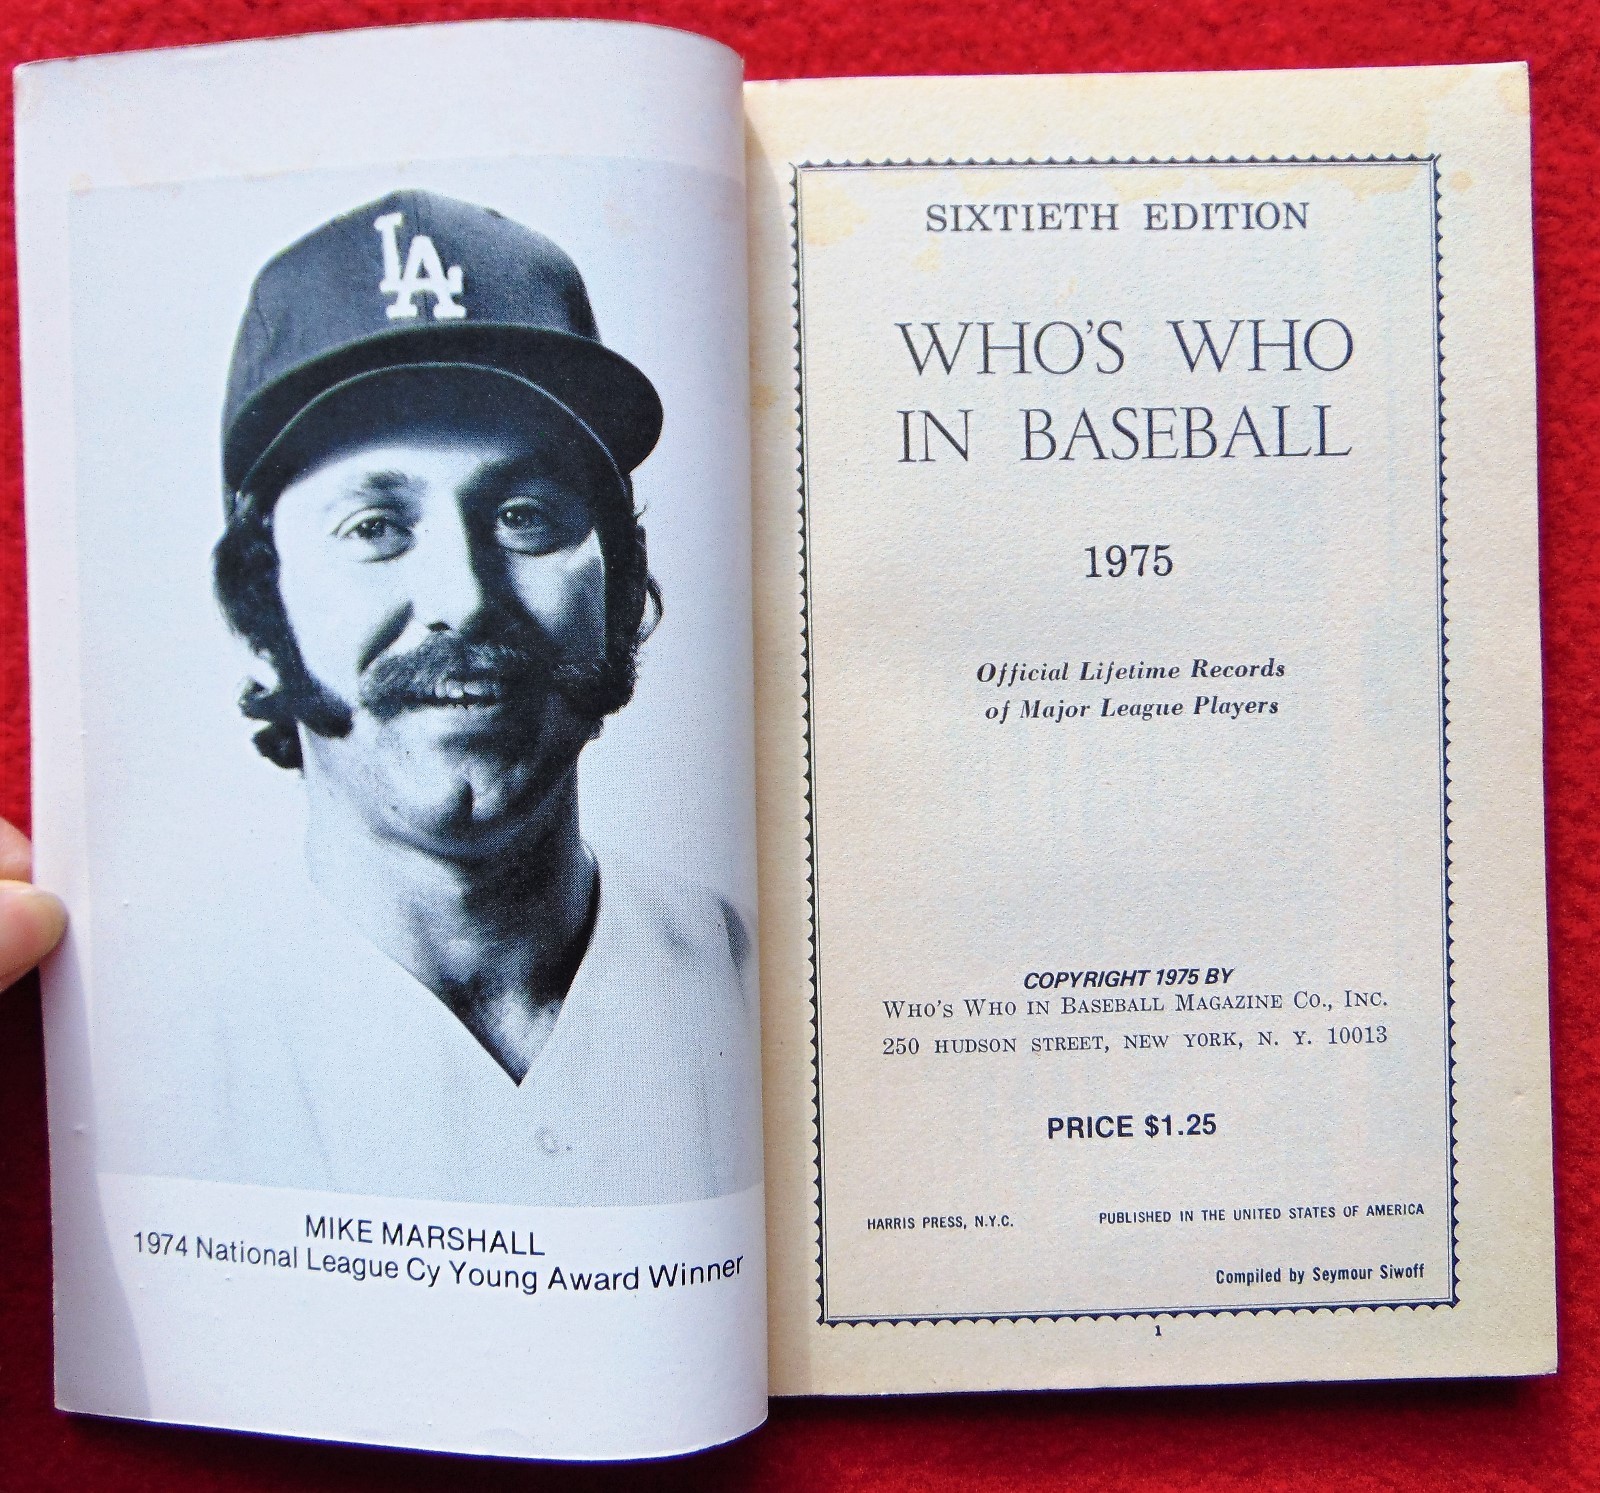 LA
MIKE MARSHALL
1974 National League Cy Young Award Winner
SIXTIETH EDITION
WHO'S WHO
IN BASEBALL
1975
Official Lifetime Records
of Major League Players
COPYRIGHT 1975 BY
WHO'S WHO IN BASEBALL MAGAZINE CO., INC.
250 HUDSON STREET, NEW YORK, N. Y. 10013
PRICE $1.25
HARRIS PRESS, N.Y.C. PUBLISHED IN THE UNITED STATES OF AMERICA
Compiled by Seymour Siwoff
1